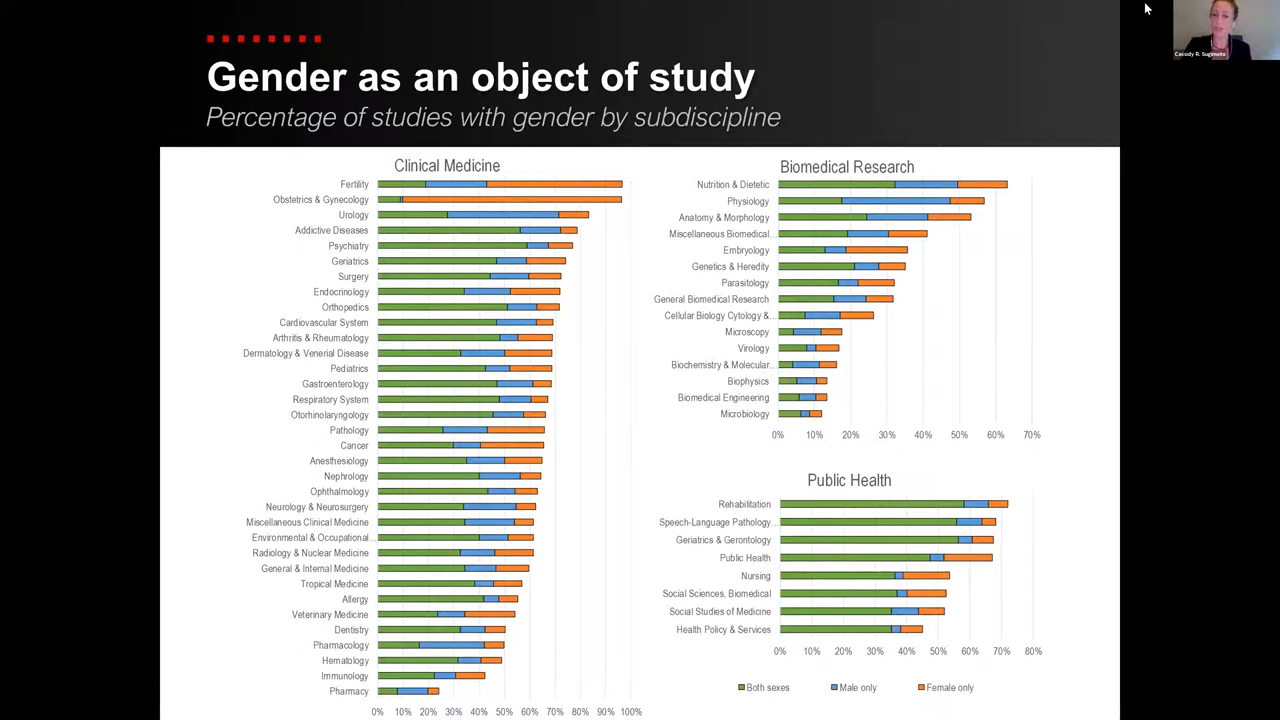 Gender as an object of study
Percentage of studies with gender by subdiscipline
Cassidy R. Sugimoto
Clinical Medicine
Fertility
Obstetrics & Gynecology
Urology
Addictive Diseases
Psychiatry
Geriatrics
Surgery
Endocrinology
Orthopedics
Cardiovascular System
Arthritis & Rheumatology
Dermatology & Venerial Disease
Pediatrics
Gastroenterology
Respiratory System
Otorhinolaryngology
Pathology
Cancer
Anesthesiology
Nephrology
Ophthalmology
Neurology & Neurosurgery
Miscellaneous Clinical Medicine
Environmental & Occupational...
Radiology & Nuclear Medicine
General & Internal Medicine
Tropical Medicine
Allergy
Veterinary Medicine
Dentistry
Pharmacology
Hematology
Immunology
Pharmacy
0% 10% 20% 30% 40% 50% 60% 70% 80% 90% 100%
Biomedical Research
Nutrition & Dietetic
Physiology
Anatomy & Morphology
Miscellaneous Biomedical...
Embryology
Genetics & Heredity
Parasitology
General Biomedical Research
Cellular Biology Cytology &...
Microscopy
Virology
Biochemistry & Molecular...
Biophysics
Biomedical Engineering
Microbiology
0% 10% 20% 30% 40% 50% 60% 70%
Public Health
Rehabilitation
Speech-Language Pathology...
Geriatrics & Gerontology
Public Health
Nursing
Social Sciences, Biomedical
Social Studies of Medicine
Health Policy & Services
0% 10% 20% 30% 40% 50% 60% 70% 80%
Both sexes Male only Female only